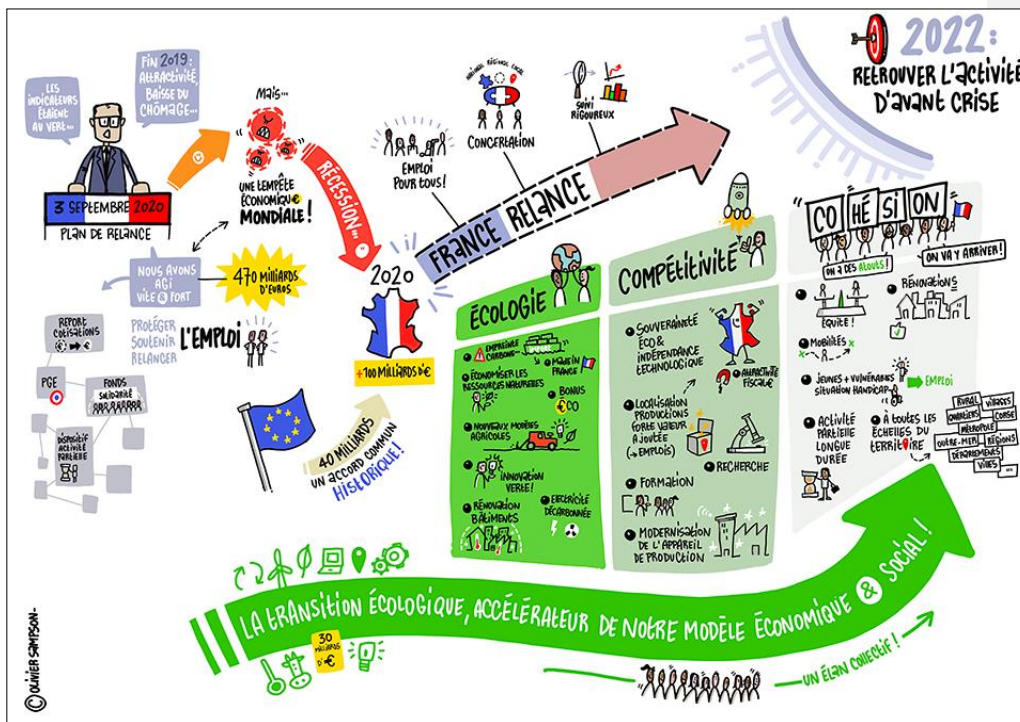 LES
INDICATEURS
ÉTAIENT
AU VERT...
FIN 2019:
ATTRACTIVITÉ,
BAISSE DU
CHÔMAGE...
3 SEPTEMBRE 2020
PLAN DE RELANCE
MAIS...
UNE TEMPÊTE
ÉCONOMIQU€
MONDIALE!
RÉCESSION...
NOUS AVONS
AGI
VITE & FORT
470 MILLIARDS
D'EUROS
PROTÉGER
SOUTENIR
RELANCER
L'EMPLOI
REPORT
COTISATIONS
€ €
PGE
FONDS
SOLIDARITÉ
DISPOSITIF
ACTIVITÉ
PARTIELLE
2020
+100 MILLIARDS D'€
40 MILLIARDS
UN ACCORD COMMUN
HISTORIQUE!
EMPLOI
POUR TOUS!
NATIONAL RÉGIONAL LOCAL
CONCERTATION
SUIVI
RIGOUREUX
FRANCE RELANCE
2022:
RETROUVER L'ACTIVITÉ
D'AVANT CRISE
ÉCOLOGIE
EMPREINTE
CARBONE
MADE IN
FRANCE
ÉCONOMISER LES
RESSOURCES NATURELLES
BONUS
€CO
NOUVEAUX MODÈLES
AGRICOLES
INNOVATION
VERTE!
RÉNOVATION
BÂTIMENTS
ELECTRICITÉ
DÉCARBONNÉE
COMPÉTITIVITÉ
SOUVERAINETÉ
ÉCO &
INDÉPENDANCE
TECHNOLOGIQUE
ATTRACTIVITÉ
FISCAL€
LOCALISATION
PRODUCTIONS
FORTE VALEUR
AJOUTÉE
(→ EMPLOIS)
RECHERCHE
FORMATION
MODERNISATION
DE L'APPAREIL
DE PRODUCTION
COHÉSION
ON A DES ATOUTS!
ON VA Y ARRIVER!
ÉQUITÉ!
RÉNOVATIONS
MOBILITÉS
JEUNES + VULNÉRABLES
SITUATION HANDICAP
EMPLOI
ACTIVITÉ
PARTIELLE
LONGUE
DURÉE
À TOUTES LES
ÉCHELLES DU
TERRITOIRE
RURAL
VILLAGES
QUARTIERS
CORSE
MÉTROPOLE
OUTRE-MER
RÉGIONS
DÉPARTEMENTS
VILLES
...
LA TRANSITION ÉCOLOGIQUE, ACCÉLÉRATEUR DE NOTRE MODÈLE ÉCONOMIQUE & SOCIAL!
30
MILLIARDS
D'€
UN ÉLAN COLLECTIF!
© OLIVIER SAMPSON-